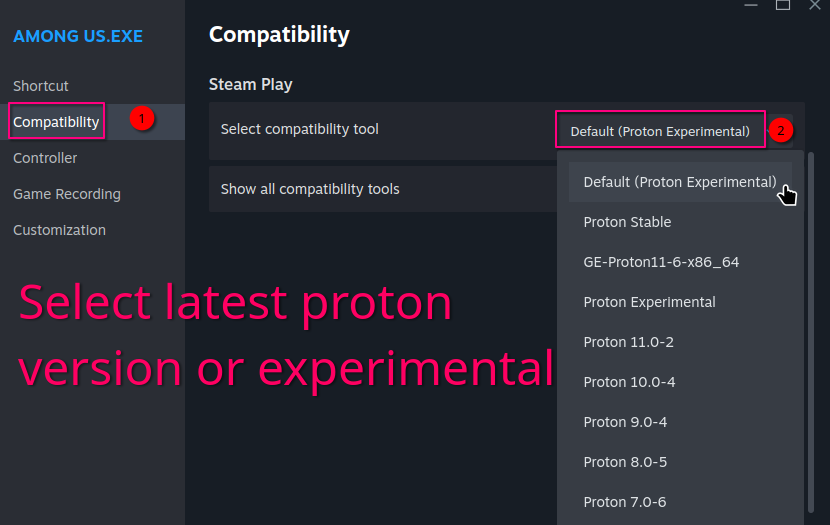 AMONG US.EXE
Shortcut
Compatibility
1
Controller
Game Recording
Customization
Compatibility
Steam Play
Select compatibility tool
Default (Proton Experimental)
2
Show all compatibility tools
Default (Proton Experimental)
Proton Stable
GE-Proton11-6-x86_64
Proton Experimental
Proton 11.0-2
Proton 10.0-4
Proton 9.0-4
Proton 8.0-5
Proton 7.0-6
Select latest proton
version or experimental